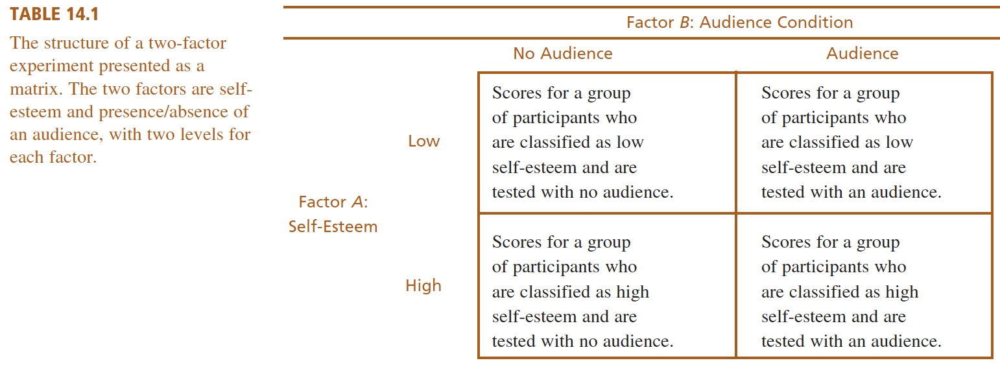 TABLE 14.1
The structure of a two-factor
experiment presented as a
matrix. The two factors are self-
esteem and presence/absence of
an audience, with two levels for
each factor.
Factor B: Audience Condition
No Audience
Audience
Factor A:
Self-Esteem
Low
Scores for a group
of participants who
are classified as low
self-esteem and are
tested with no audience.
Scores for a group
of participants who
are classified as low
self-esteem and are
tested with an audience.
High
Scores for a group
of participants who
are classified as high
self-esteem and are
tested with no audience.
Scores for a group
of participants who
are classified as high
self-esteem and are
tested with an audience.